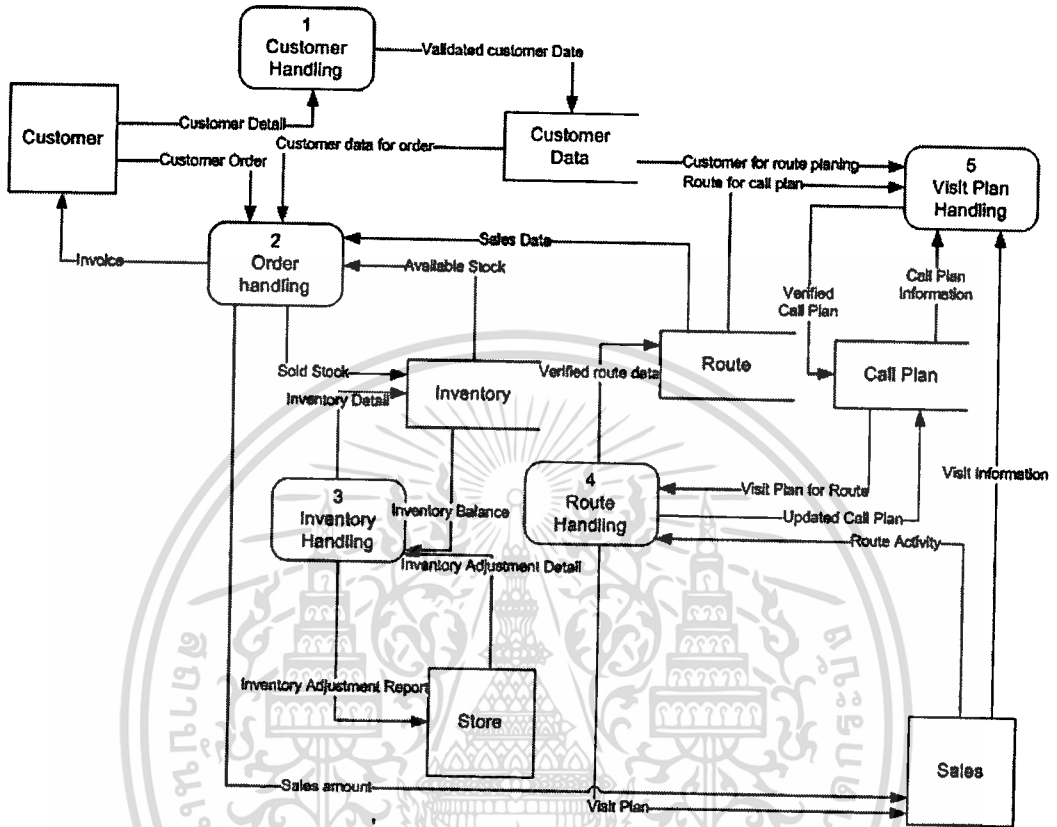 1
Customer
Handling
Validated customer Date
Customer
Customer Detail
Customer Order
Customer data for order
Customer
Data
Customer for route planing
Route for call plan
5
Visit Plan
Handling
2
Order
handling
Invoice
Sales Data
Available Stock
Verified
Call Plan
Call Plan
Information
Sold Stock
Inventory Detail
Inventory
Verified route data
Route
Call Plan
3
Inventory
Handling
Inventory Balance
Inventory Adjustment Detail
4
Route
Handling
Visit Plan for Route
Updated Call Plan
Route Activity
Visit Information
Inventory Adjustment Report
Store
Sales
Sales amount
Visit Plan